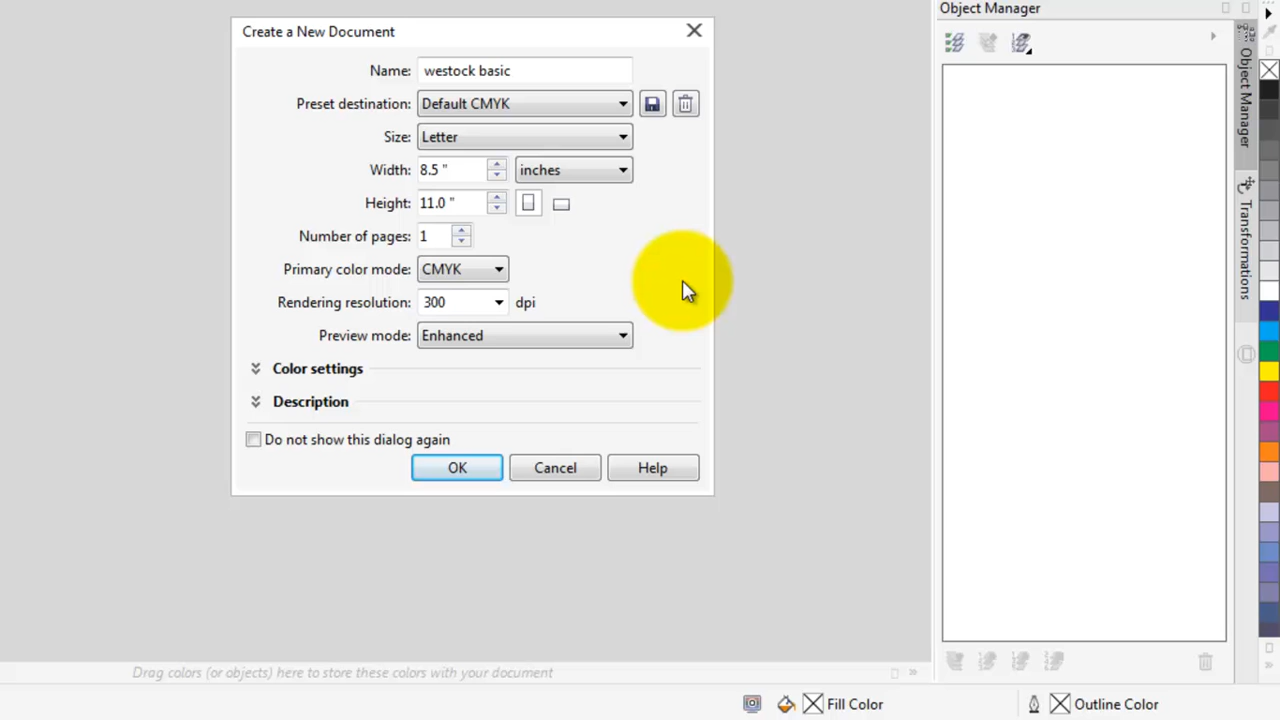 Create a New Document
Name: westock basic
Preset destination: Default CMYK
Size: Letter
Width: 8.5 " inches
Height: 11.0 "
Number of pages: 1
Primary color mode: CMYK
Rendering resolution: 300 dpi
Preview mode: Enhanced
Color settings
Description
Do not show this dialog again
OK Cancel Help
Object Manager
Object Manager
Transformations
Drag colors (or objects) here to store these colors with your document
Fill Color
Outline Color